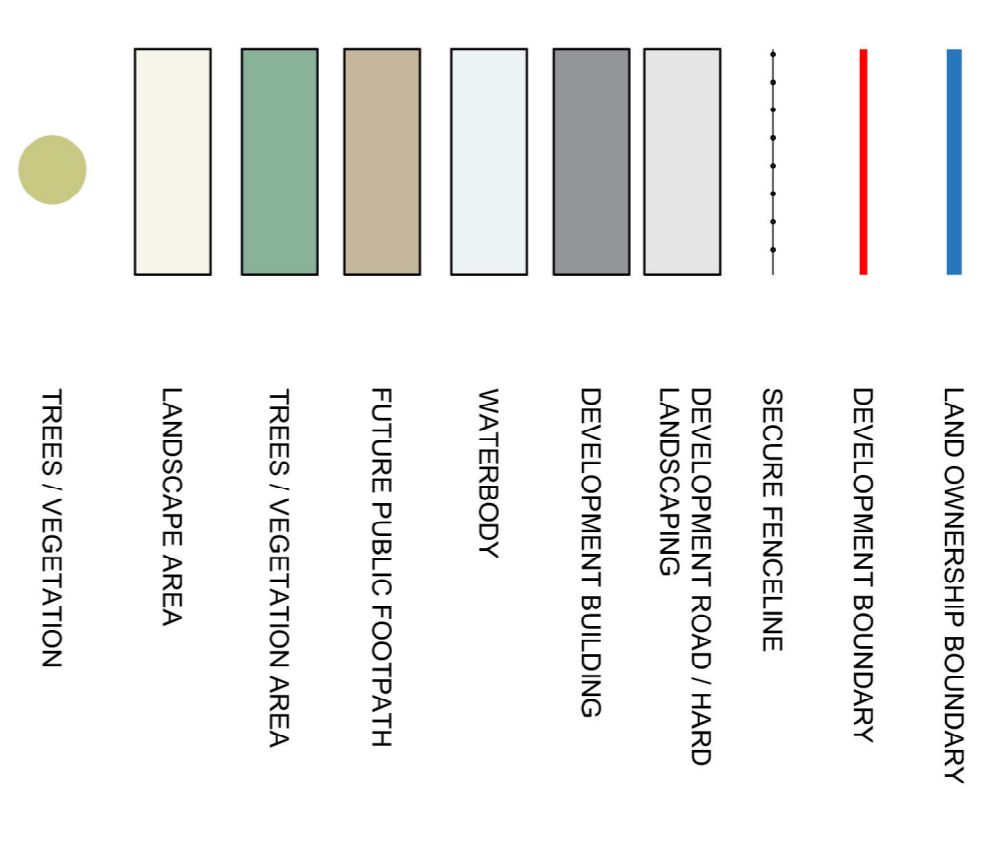 LAND OWNERSHIP BOUNDARY
DEVELOPMENT BOUNDARY
SECURE FENCELINE
DEVELOPMENT ROAD / HARD
LANDSCAPING
DEVELOPMENT BUILDING
WATERBODY
FUTURE PUBLIC FOOTPATH
TREES / VEGETATION AREA
LANDSCAPE AREA
TREES / VEGETATION